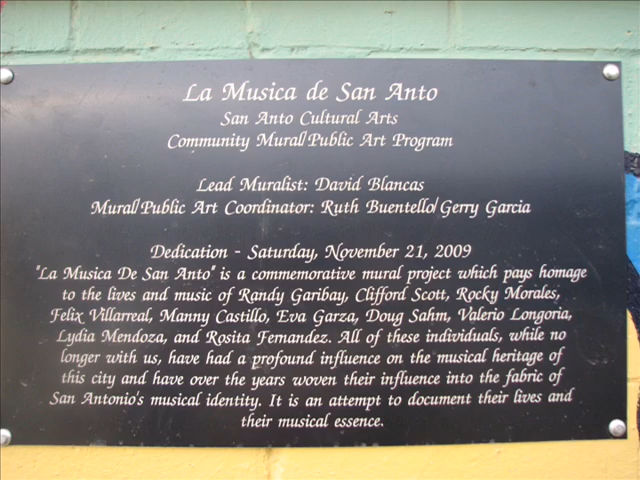 La Musica de San Anto
San Anto Cultural Arts
Community Mural/Public Art Program
Lead Muralist: David Blancas
Mural/Public Art Coordinator: Ruth Buentello/Gerry Garcia
Dedication - Saturday, November 21, 2009
"La Musica De San Anto" is a commemorative mural project which pays homage
to the lives and music of Randy Garibay, Clifford Scott, Rocky Morales,
Felix Villarreal, Manny Castillo, Eva Garza, Doug Sahm, Valerio Longoria,
Lydia Mendoza, and Rosita Fernandez. All of these individuals, while no
longer with us, have had a profound influence on the musical heritage of
this city and have over the years woven their influence into the fabric of
San Antonio's musical identity. It is an attempt to document their lives and
their musical essence.